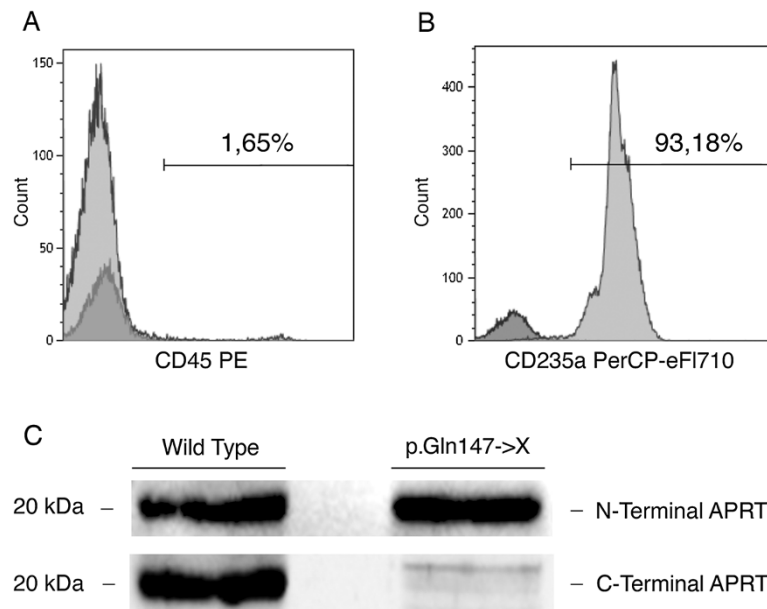 A
B
150
100
50
0
Count
1,65%
CD45 PE
400
300
200
100
0
Count
93,18%
CD235a PerCP-eFl710
C
Wild Type
p.Gln147->X
20 kDa –
– N-Terminal APRT
20 kDa –
– C-Terminal APRT